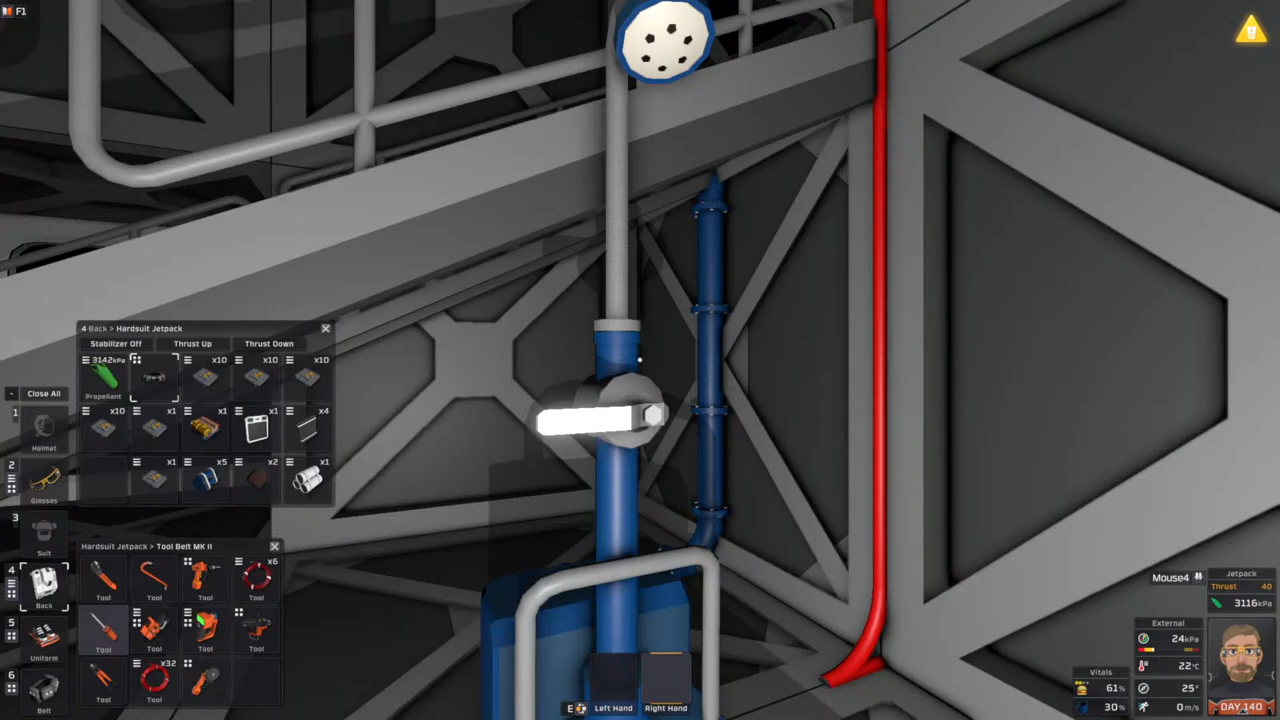 F1
4 Back > Hardsuit Jetpack
Stabilizer Off
Thrust Up
Thrust Down
3142kPa
x10
x10
x10
Propellant
x10
x1
x1
x1
x4
x1
x5
x2
x1
Close All
1
Helmet
2
Glasses
3
Suit
4
Back
5
Uniform
6
Belt
Hardsuit Jetpack > Tool Belt MK II
x6
Tool
Tool
Tool
Tool
Tool
Tool
Tool
Tool
x32
Tool
Tool
Tool
E
Left Hand
Right Hand
Mouse4
Jetpack
Thrust 40
3116kPa
External
24kPa
22°C
25°
0m/s
Vitals
61%
30%
DAY 140